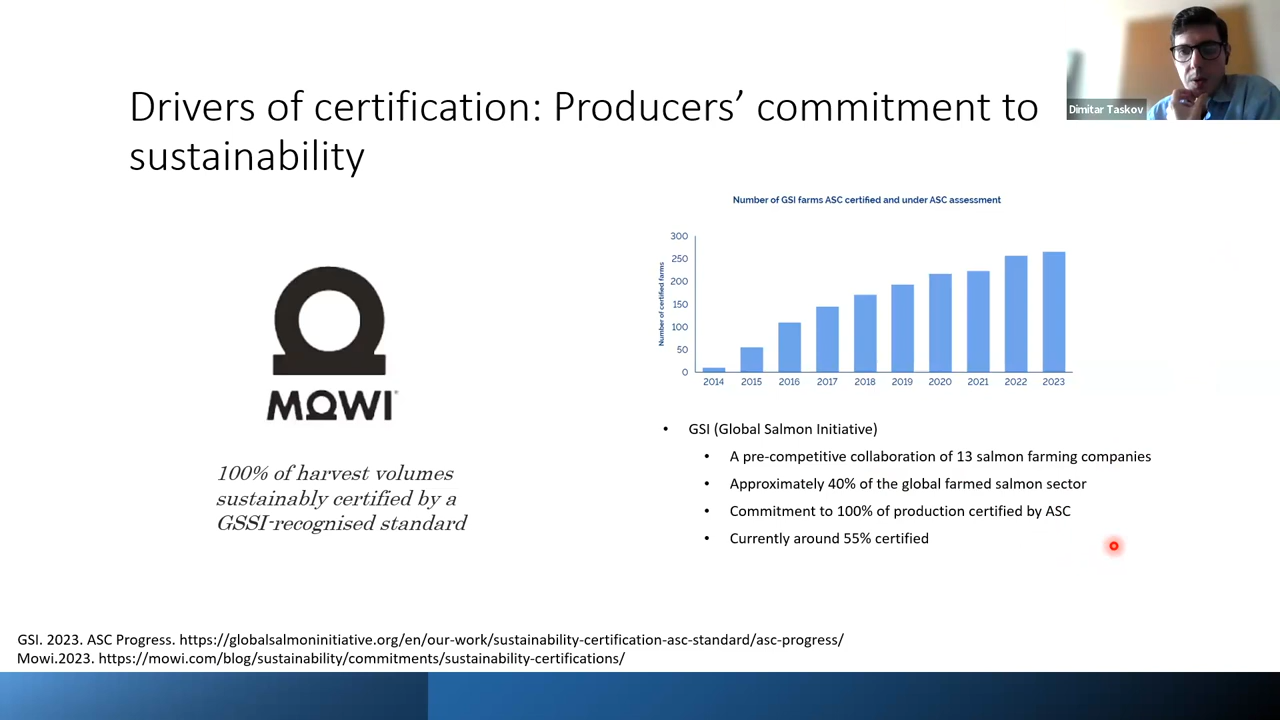 Drivers of certification: Producers’ commitment to
sustainability
Dimitar Taskov
MOWI
100% of harvest volumes
sustainably certified by a
GSSI-recognised standard
Number of GSI farms ASC certified and under ASC assessment
Number of certified farms
300
250
200
150
100
50
0
2014 2015 2016 2017 2018 2019 2020 2021 2022 2023
• GSI (Global Salmon Initiative)
• A pre-competitive collaboration of 13 salmon farming companies
• Approximately 40% of the global farmed salmon sector
• Commitment to 100% of production certified by ASC
• Currently around 55% certified
GSI. 2023. ASC Progress. https://globalsalmoninitiative.org/en/our-work/sustainability-certification-asc-standard/asc-progress/
Mowi.2023. https://mowi.com/blog/sustainability/commitments/sustainability-certifications/